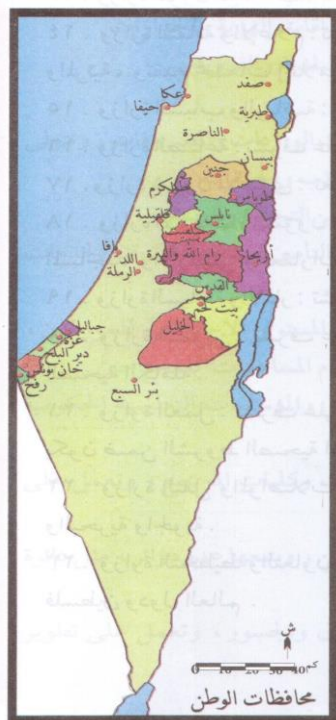 صفد
عكا
حيفا
طبرية
الناصرة
بيسان
جنين
طولكرم
طوباس
نابلس
قلقيلية
سلفيت
يافا
اللد
الرملة
رام الله والبيرة
أريحا
القدس
بيت لحم
الخليل
جباليا
غزة
دير البلح
خان يونس
رفح
بئر السبع
ش
0 10 20 30 40 كم
محافظات الوطن